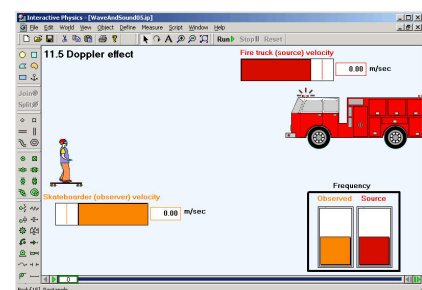 Interactive Physics - [WaveAndSound05.ip]
File Edit World View Object Define Measure Script Window Help
Run Stop Reset
11.5 Doppler effect
Fire truck (source) velocity
0.00 m/sec
Join
Split
Skateboarder (observer) velocity
0.00 m/sec
Frequency
Observed Source
0